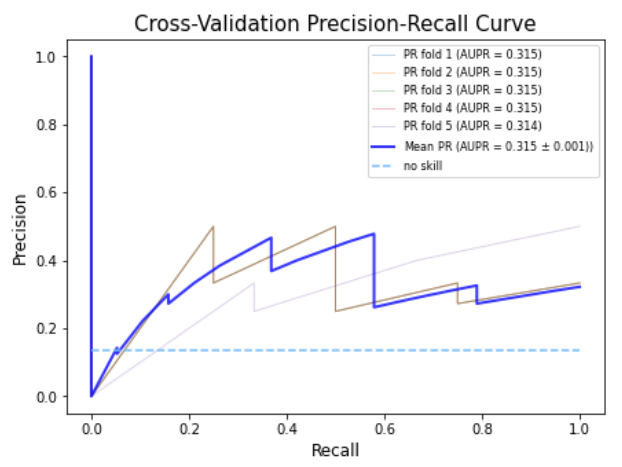 Cross-Validation Precision-Recall Curve
PR fold 1 (AUPR = 0.315)
PR fold 2 (AUPR = 0.315)
PR fold 3 (AUPR = 0.315)
PR fold 4 (AUPR = 0.315)
PR fold 5 (AUPR = 0.314)
Mean PR (AUPR = 0.315 ± 0.001))
no skill
Precision
1.0
0.8
0.6
0.4
0.2
0.0
0.0 0.2 0.4 0.6 0.8 1.0
Recall